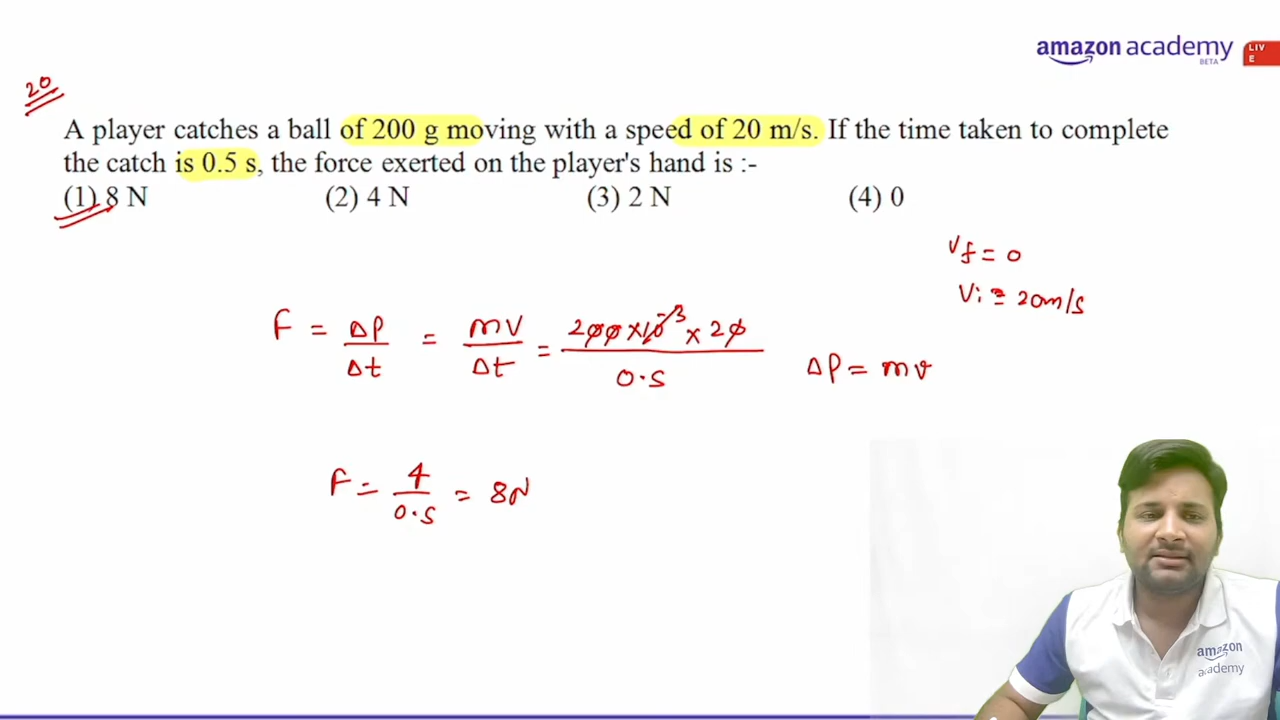 amazon academy
BETA
LIV
E
20
A player catches a ball of 200 g moving with a speed of 20 m/s. If the time taken to complete
the catch is 0.5 s, the force exerted on the player's hand is :-
(1) 8 N (2) 4 N (3) 2 N (4) 0
Vf = 0
Vi = 20m/s
F = ΔP/Δt = mv/Δt = 200×10⁻³ × 20/0.5
ΔP = mv
F = 4/0.5 = 8N
amazon
academy